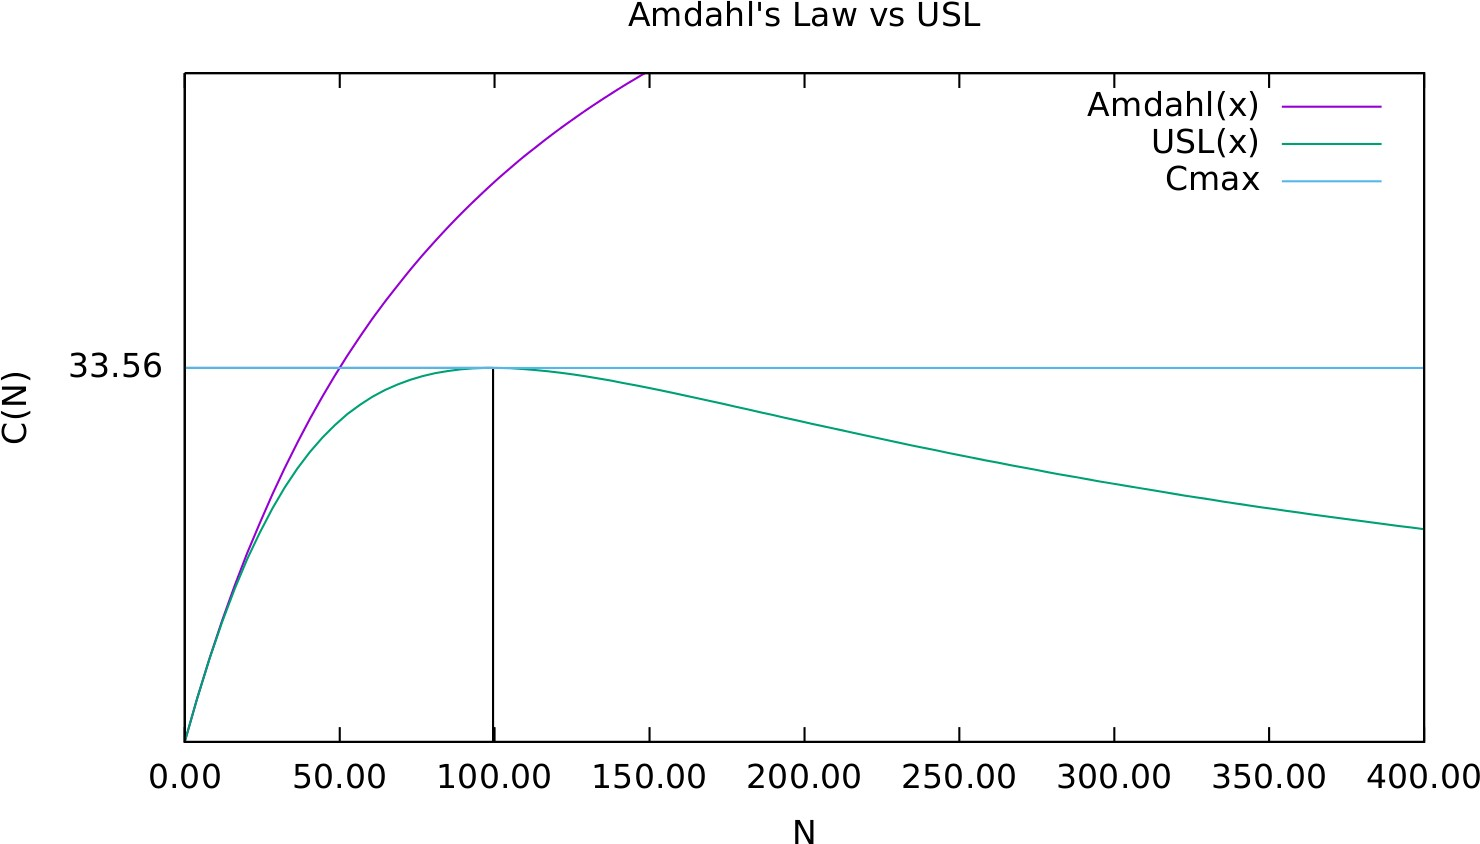 Amdahl's Law vs USL
Amdahl(x)
USL(x)
Cmax
33.56
C(N)
0.00 50.00 100.00 150.00 200.00 250.00 300.00 350.00 400.00
N